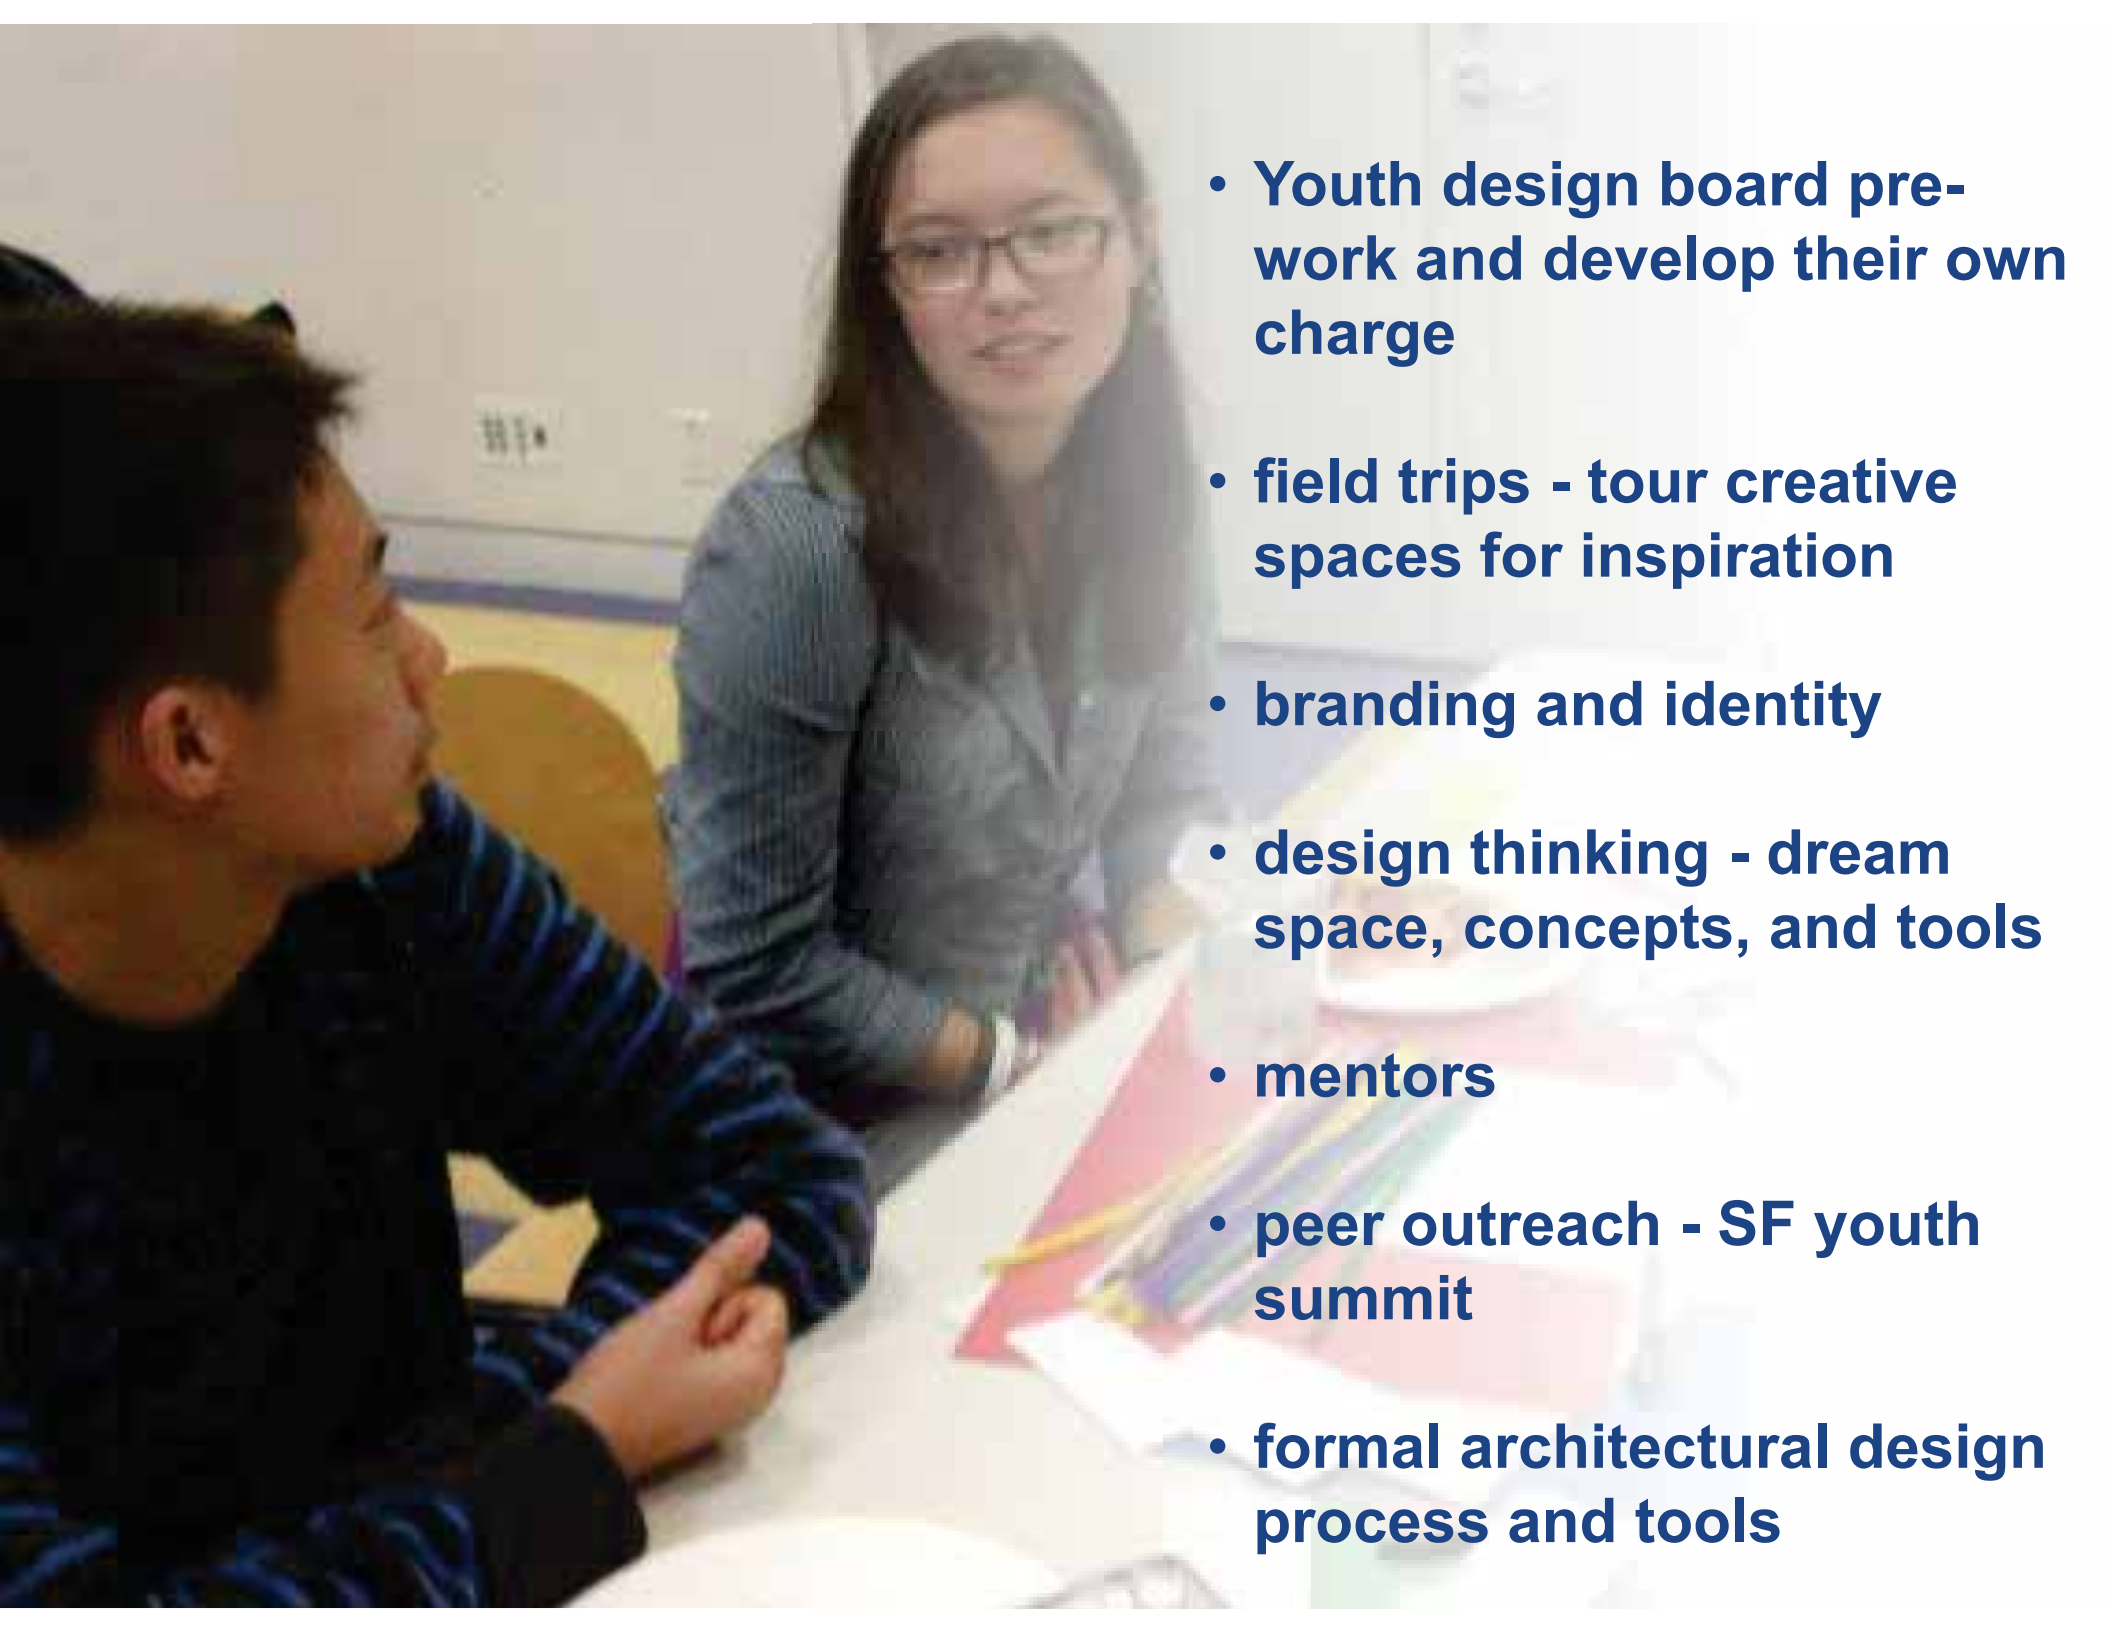 • Youth design board pre-
work and develop their own
charge
• field trips - tour creative
spaces for inspiration
• branding and identity
• design thinking - dream
space, concepts, and tools
• mentors
• peer outreach - SF youth
summit
• formal architectural design
process and tools